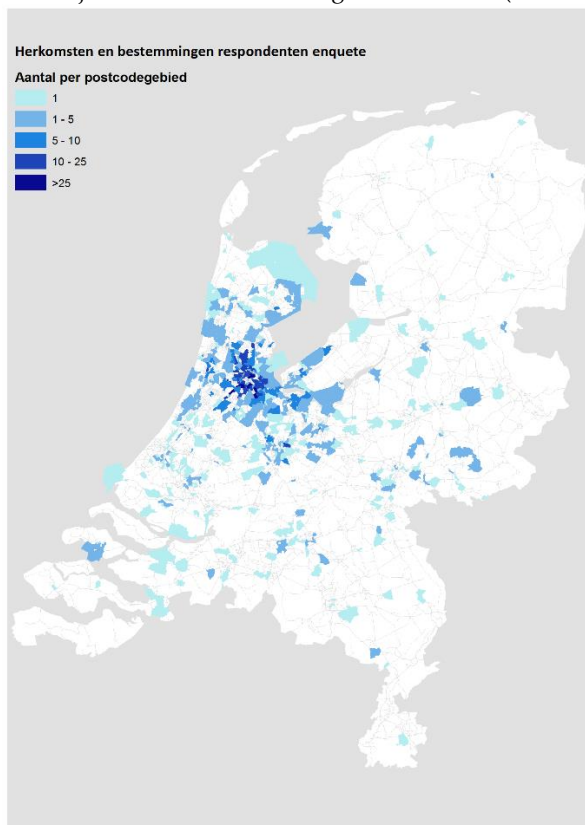 Herkomsten en bestemmingen respondenten enquete
Aantal per postcodegebied
1
1 - 5
5 - 10
10 - 25
>25